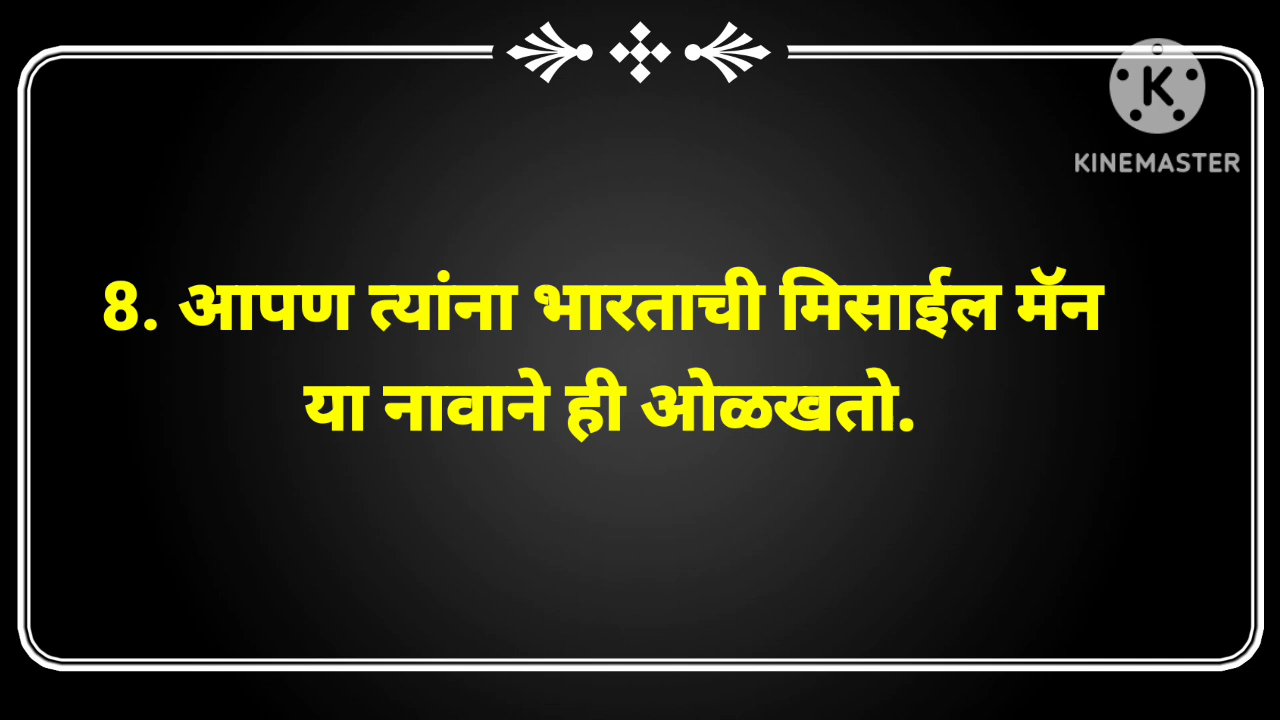 K
KINEMASTER
8. आपण त्यांना भारताची मिसाईल मॅन
या नावाने ही ओळखतो.